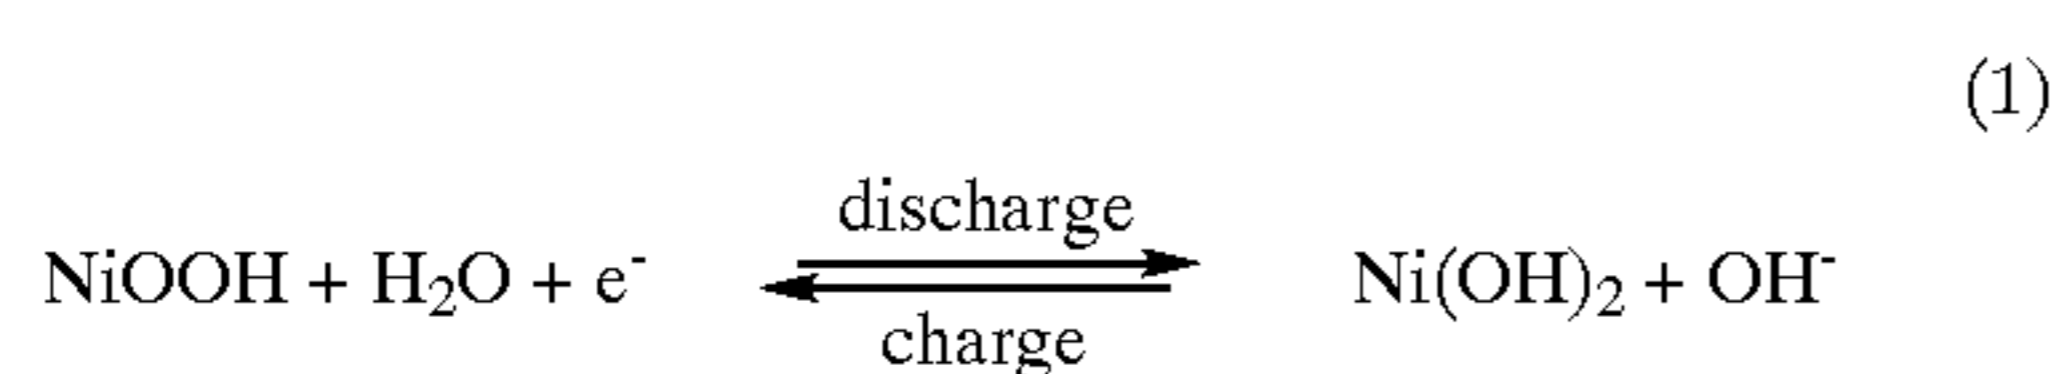 (1)
discharge
NiOOH + H₂O + e⁻ ⇌ Ni(OH)₂ + OH⁻
charge